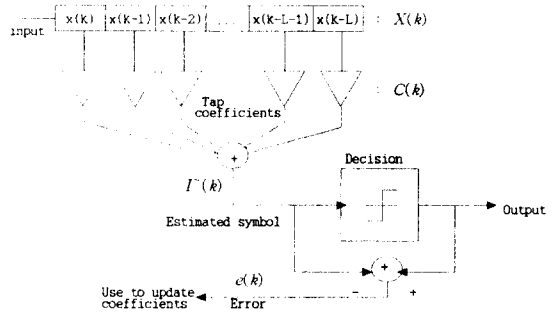 x(k) x(k-1) x(k-2) ... x(k-L-1) x(k-L) : X(k)
input
: C(k)
Tap
coefficients
+
Decision
I~(k)
Output
Estimated symbol
+
e(k)
- +
Use to update
coefficients
Error